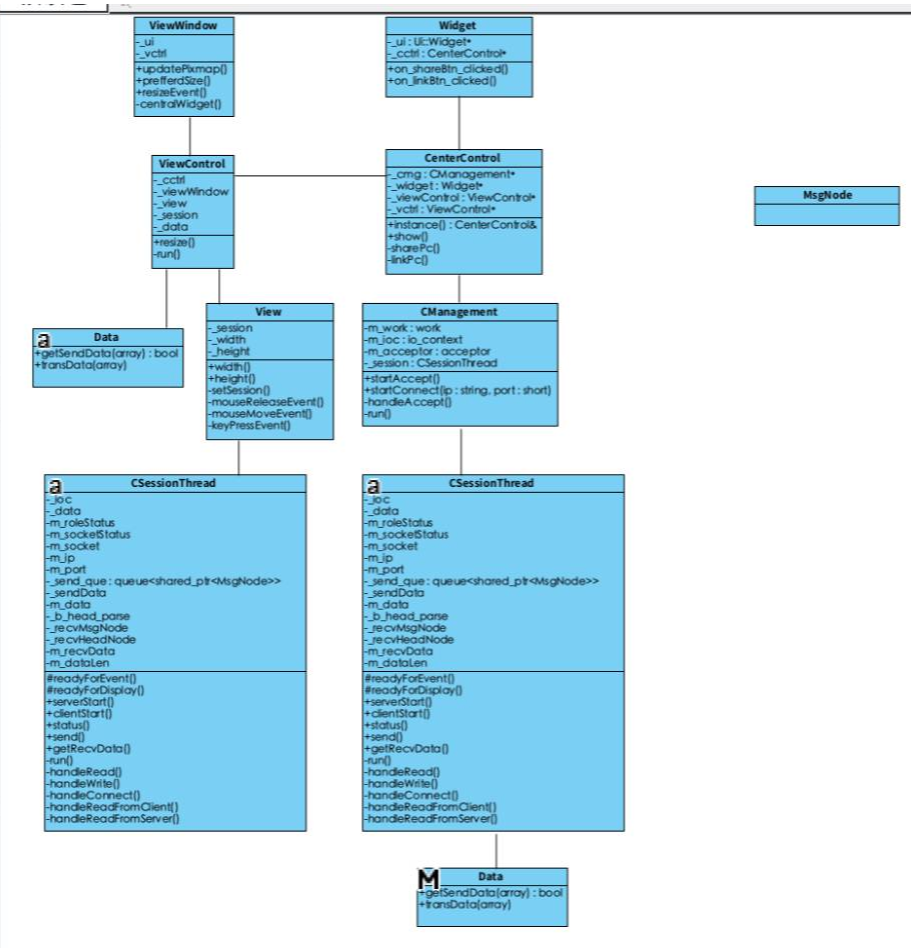 ViewWindow
-_ui
-_vctrl
+updatePixmap()
+prefferdSize()
+resizeEvent()
-centralWidget()
Widget
-_ui : Ui::Widget*
-_cctrl : CenterControl*
+on_shareBtn_clicked()
+on_linkBtn_clicked()
ViewControl
-_cctrl
-_viewWindow
-_view
-_session
-_data
+resize()
-run()
CenterControl
-_cmg : CManagement*
-_widget : Widget*
-_viewControl : ViewControl*
-_vctrl : ViewControl*
+instance() : CenterControl&
+show()
-sharePc()
-linkPc()
MsgNode
a
Data
+getSendData(array) : bool
+transData(array)
View
-_session
-_width
-_height
+width()
+height()
-setSession()
-mouseReleaseEvent()
-mouseMoveEvent()
-keyPressEvent()
CManagement
-m_work : work
-m_ioc : io_context
-m_acceptor : acceptor
-_session : CSessionThread
+startAccept()
+startConnect(ip : string, port : short)
-handleAccept()
-run()
a
CSessionThread
-_ioc
-_data
-m_roleStatus
-m_socketStatus
-m_socket
-m_ip
-m_port
-_send_que : queue<shared_ptr<MsgNode>>
-_sendData
-m_data
-_b_head_parse
-_recvMsgNode
-_recvHeadNode
-m_recvData
-m_dataLen
#readyForEvent()
#readyForDisplay()
+serverStart()
+clientStart()
+status()
+send()
+getRecvData()
-run()
-handleRead()
-handleWrite()
-handleConnect()
-handleReadFromClient()
-handleReadFromServer()
a
CSessionThread
-_ioc
-_data
-m_roleStatus
-m_socketStatus
-m_socket
-m_ip
-m_port
-_send_que : queue<shared_ptr<MsgNode>>
-_sendData
-m_data
-_b_head_parse
-_recvMsgNode
-_recvHeadNode
-m_recvData
-m_dataLen
#readyForEvent()
#readyForDisplay()
+serverStart()
+clientStart()
+status()
+send()
+getRecvData()
-run()
-handleRead()
-handleWrite()
-handleConnect()
-handleReadFromClient()
-handleReadFromServer()
M
Data
+getSendData(array) : bool
+transData(array)